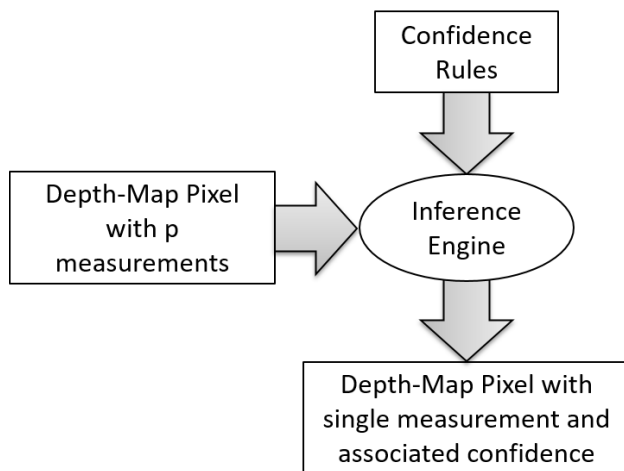 Confidence
Rules
Depth-Map Pixel
with p
measurements
Inference
Engine
Depth-Map Pixel with
single measurement and
associated confidence